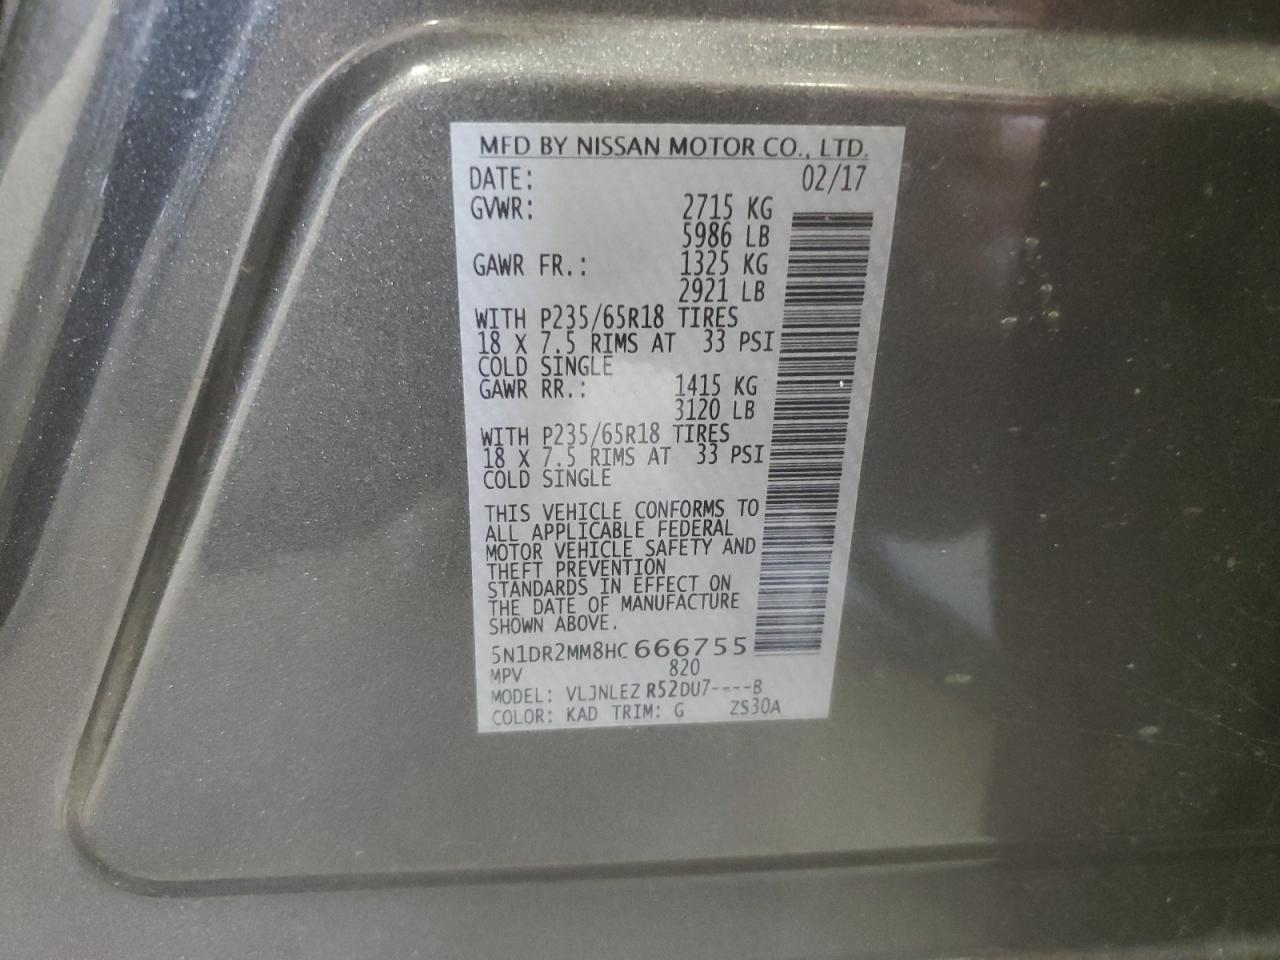 MFD BY NISSAN MOTOR CO., LTD.
DATE: 02/17
GVWR: 2715 KG
5986 LB
GAWR FR.: 1325 KG
2921 LB
WITH P235/65R18 TIRES
18 X 7.5 RIMS AT 33 PSI
COLD SINGLE
GAWR RR.: 1415 KG
3120 LB
WITH P235/65R18 TIRES
18 X 7.5 RIMS AT 33 PSI
COLD SINGLE
THIS VEHICLE CONFORMS TO
ALL APPLICABLE FEDERAL
MOTOR VEHICLE SAFETY AND
THEFT PREVENTION
STANDARDS IN EFFECT ON
THE DATE OF MANUFACTURE
SHOWN ABOVE.
5N1DR2MM8HC666755
MPV 820
MODEL: VLJNLEZ R52DU7----B
COLOR: KAD TRIM: G ZS30A